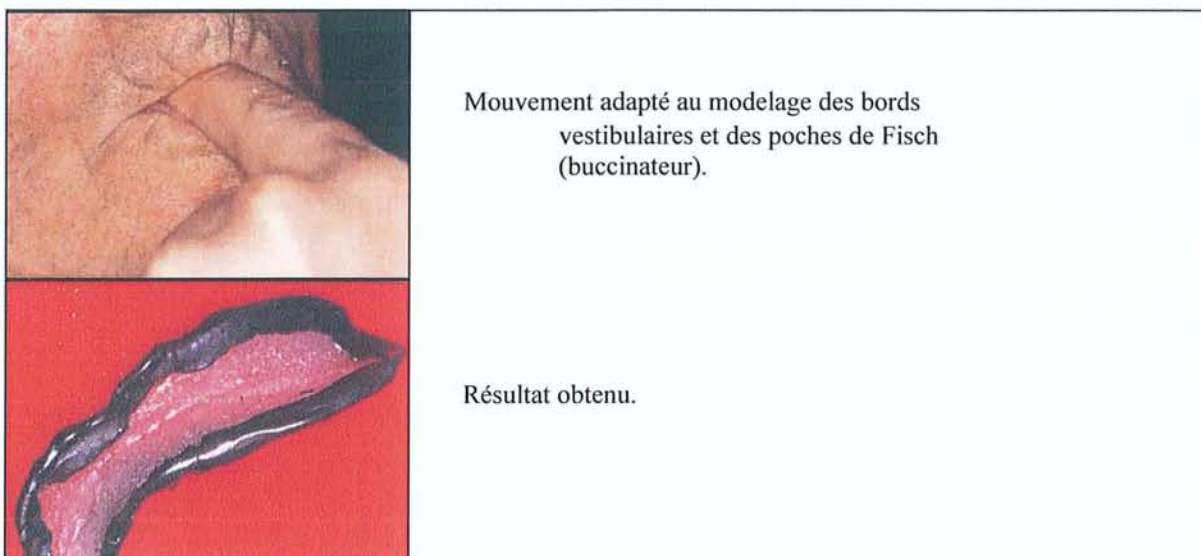 Mouvement adapté au modelage des bords
vestibulaires et des poches de Fisch
(buccinateur).
Résultat obtenu.